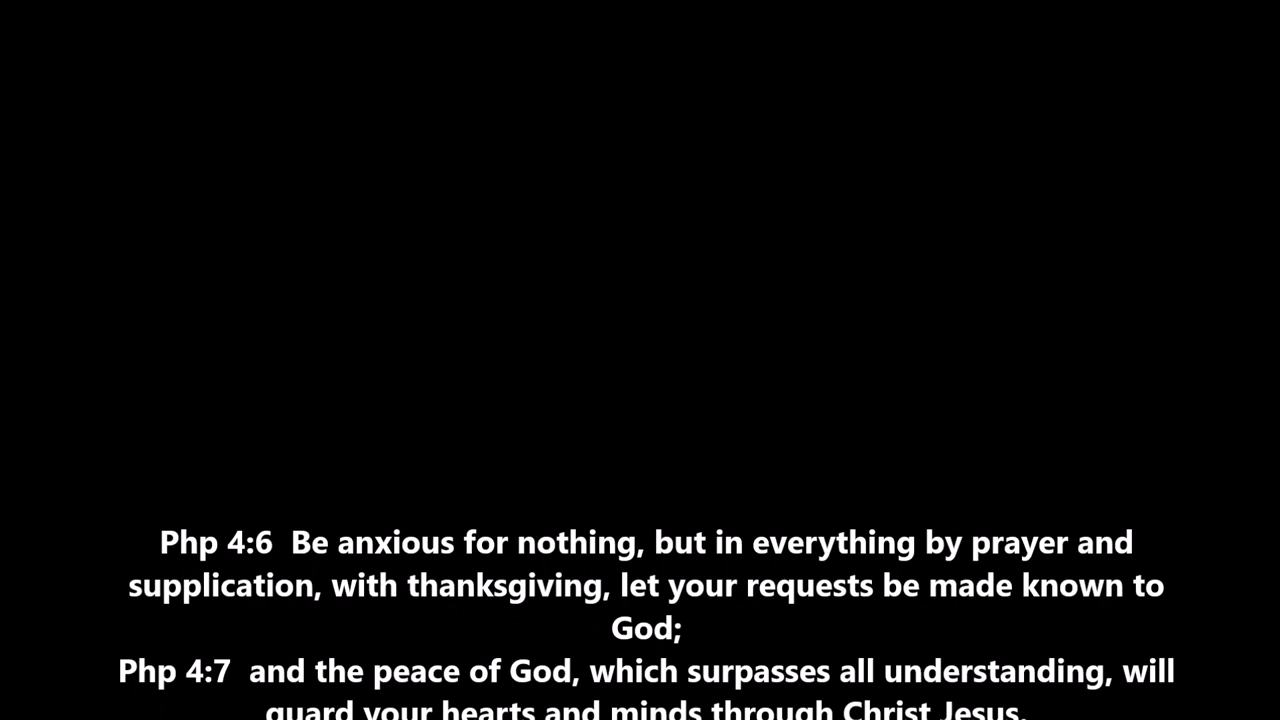 Php 4:6  Be anxious for nothing, but in everything by prayer and
supplication, with thanksgiving, let your requests be made known to
God;
Php 4:7  and the peace of God, which surpasses all understanding, will
guard your hearts and minds through Christ Jesus.